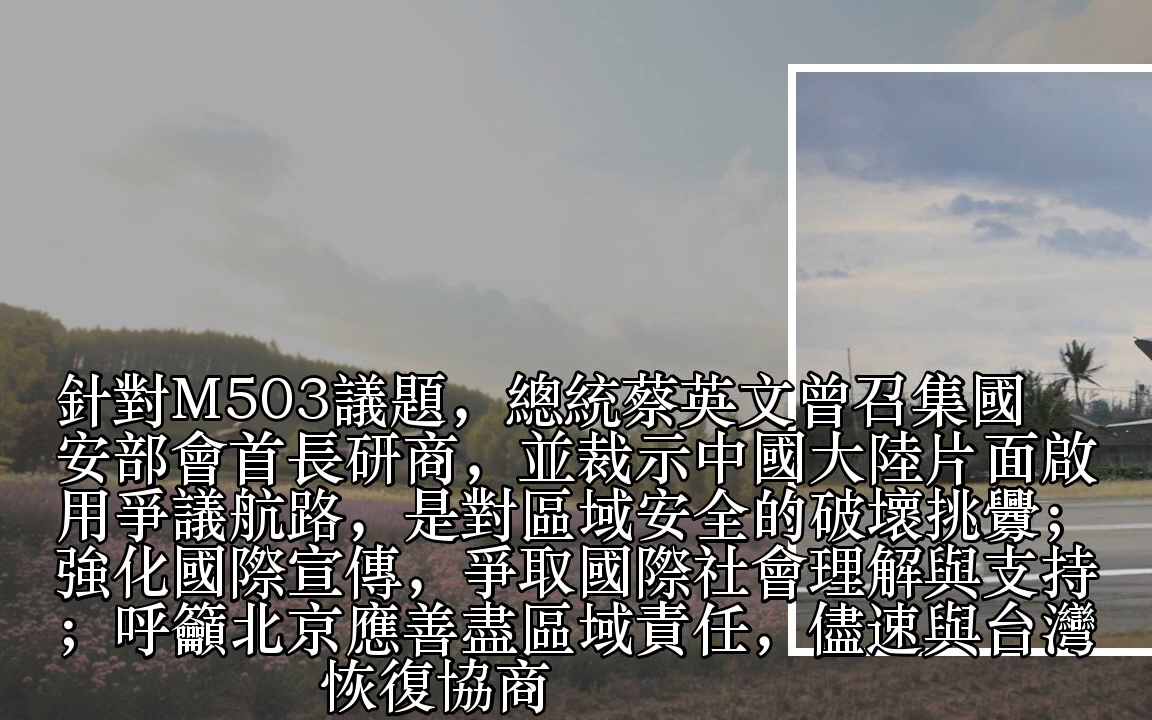 針對M503議題，總統蔡英文曾召集國
安部會首長研商，並裁示中國大陸片面啟
用爭議航路，是對區域安全的破壞挑釁；
強化國際宣傳，爭取國際社會理解與支持
；呼籲北京應善盡區域責任，儘速與台灣
恢復協商